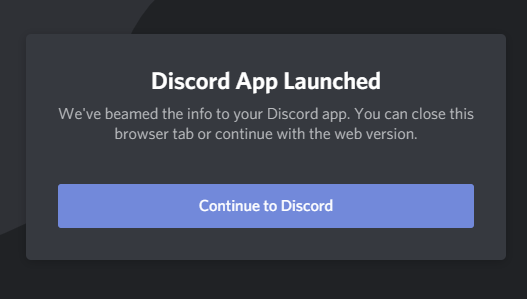 Discord App Launched
We've beamed the info to your Discord app. You can close this
browser tab or continue with the web version.
Continue to Discord